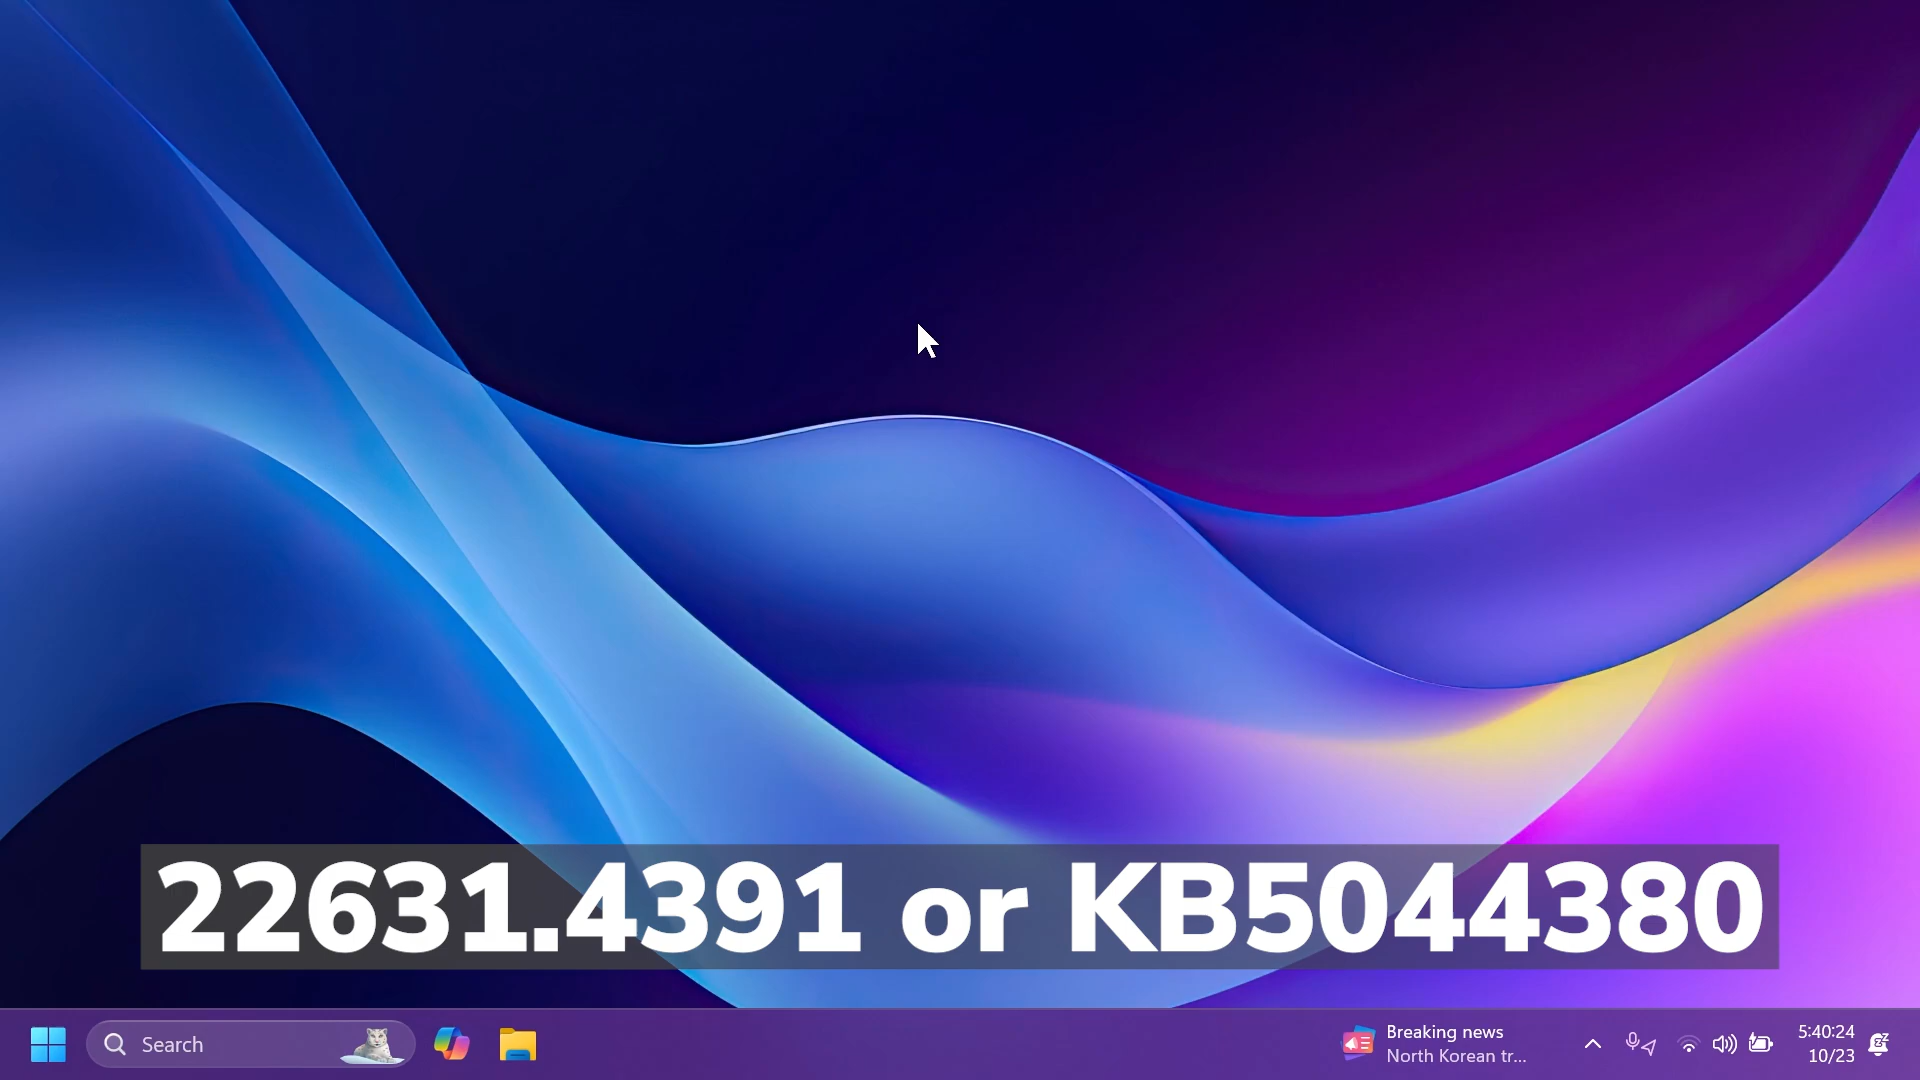 22631.4391 or KB5044380
Search
Breaking news
North Korean tr...
5:40:24
10/23